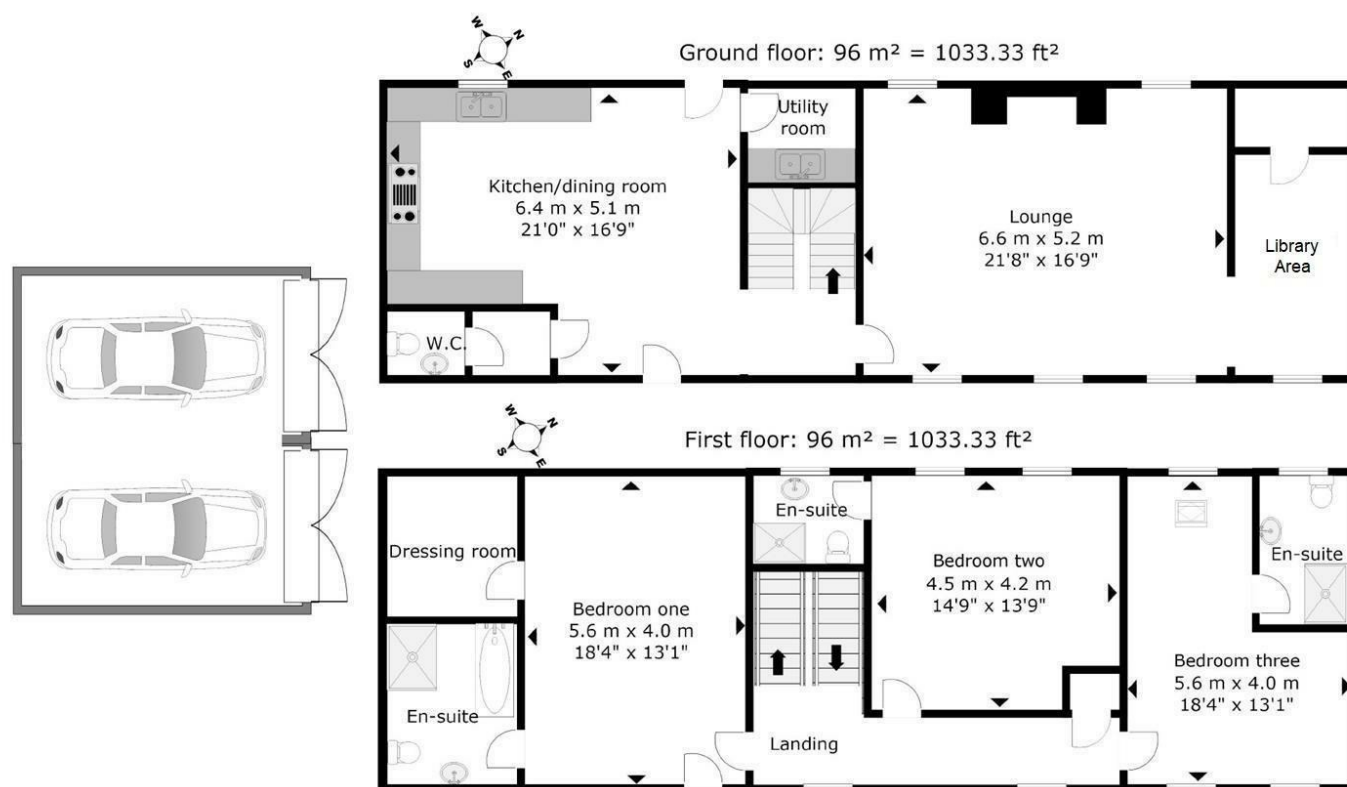 W N S E
Ground floor: 96 m² = 1033.33 ft²
Utility
room
Kitchen/dining room
6.4 m x 5.1 m
21'0" x 16'9"
Lounge
6.6 m x 5.2 m
21'8" x 16'9"
Library
Area
W.C.
W N S E
First floor: 96 m² = 1033.33 ft²
Dressing room
En-suite
Bedroom one
5.6 m x 4.0 m
18'4" x 13'1"
En-suite
Bedroom two
4.5 m x 4.2 m
14'9" x 13'9"
En-suite
Bedroom three
5.6 m x 4.0 m
18'4" x 13'1"
Landing